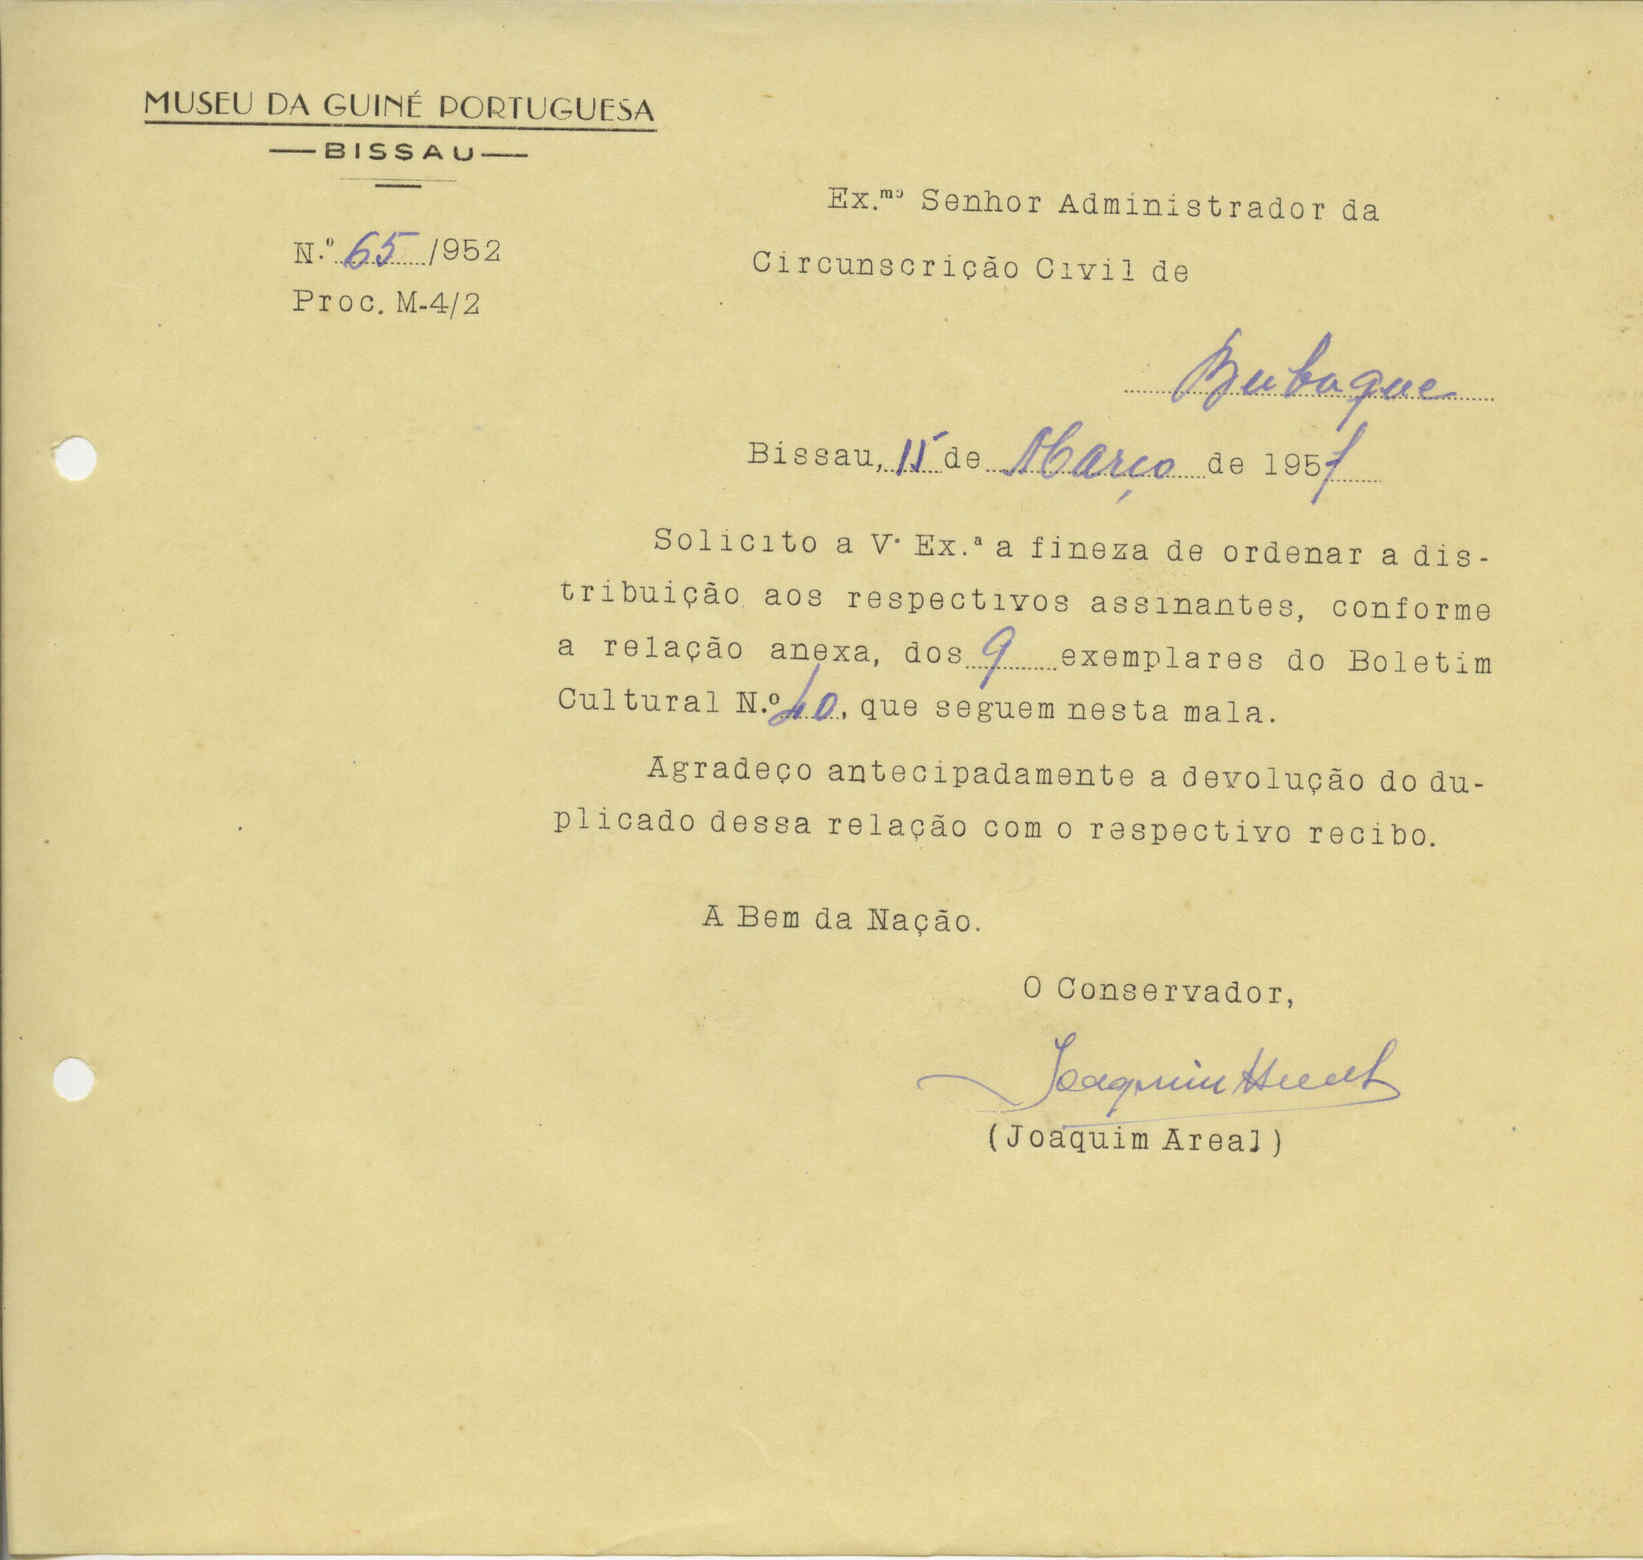 MUSEU DA GUINÉ PORTUGUESA
—BISSAU—
N.º 65 /952
Proc. M-4/2
Ex.mo Senhor Administrador da
Circunscrição Civil de
Bubaque
Bissau, 15 de Março de 195
Solicito a V. Ex.ª a fineza de ordenar a dis-
tribuição aos respectivos assinantes, conforme
a relação anexa, dos 9 exemplares do Boletim
Cultural N.º 40, que seguem nesta mala.
Agradeço antecipadamente a devolução do du-
plicado dessa relação com o respectivo recibo.
A Bem da Nação.
O Conservador,
Joaquim Areal
(Joaquim Areal)